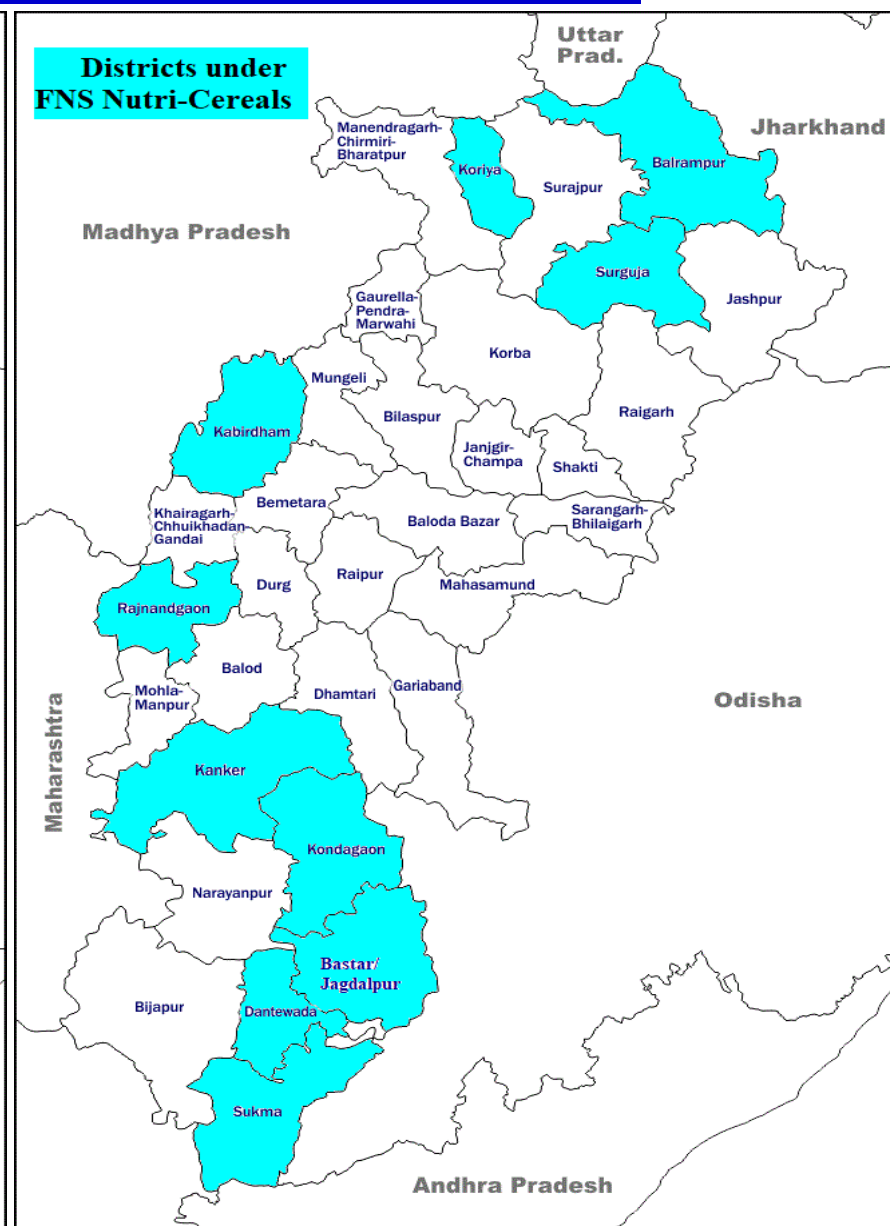 Districts under
FNS Nutri-Cereals
Uttar
Prad.
Jharkhand
Madhya Pradesh
Manendragarh-
Chirmiri-
Bharatpur
Koriya
Surajpur
Balrampur
Surguja
Jashpur
Gaurella-
Pendra-
Marwahi
Korba
Mungeli
Bilaspur
Raigarh
Kabirdham
Janjgir-
Champa
Shakti
Bemetara
Khairagarh-
Chhuikhadan-
Gandai
Baloda Bazar
Sarangarh-
Bhilaigarh
Rajnandgaon
Durg
Raipur
Mahasamund
Balod
Mohla-
Manpur
Dhamtari
Gariaband
Odisha
Maharashtra
Kanker
Kondagaon
Narayanpur
Bastar/
Jagdalpur
Bijapur
Dantewada
Sukma
Andhra Pradesh